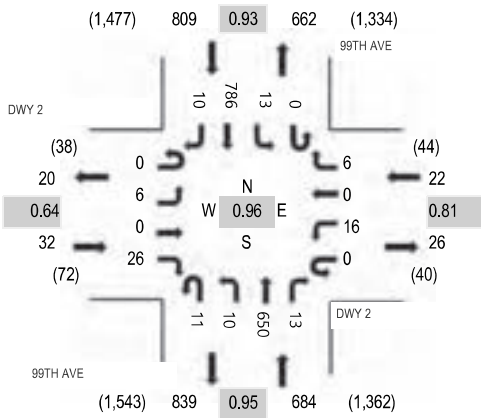 (1,477) 809 0.93 662 (1,334)
99TH AVE
10 786 13 0
DWY 2
(38) (44)
0 6
20 22
6 N 0
0.64 W 0.96 E 0.81
0 S 16
32 26
26 0
(72) (40)
11 10 650 13
DWY 2
99TH AVE
(1,543) 839 0.95 684 (1,362)